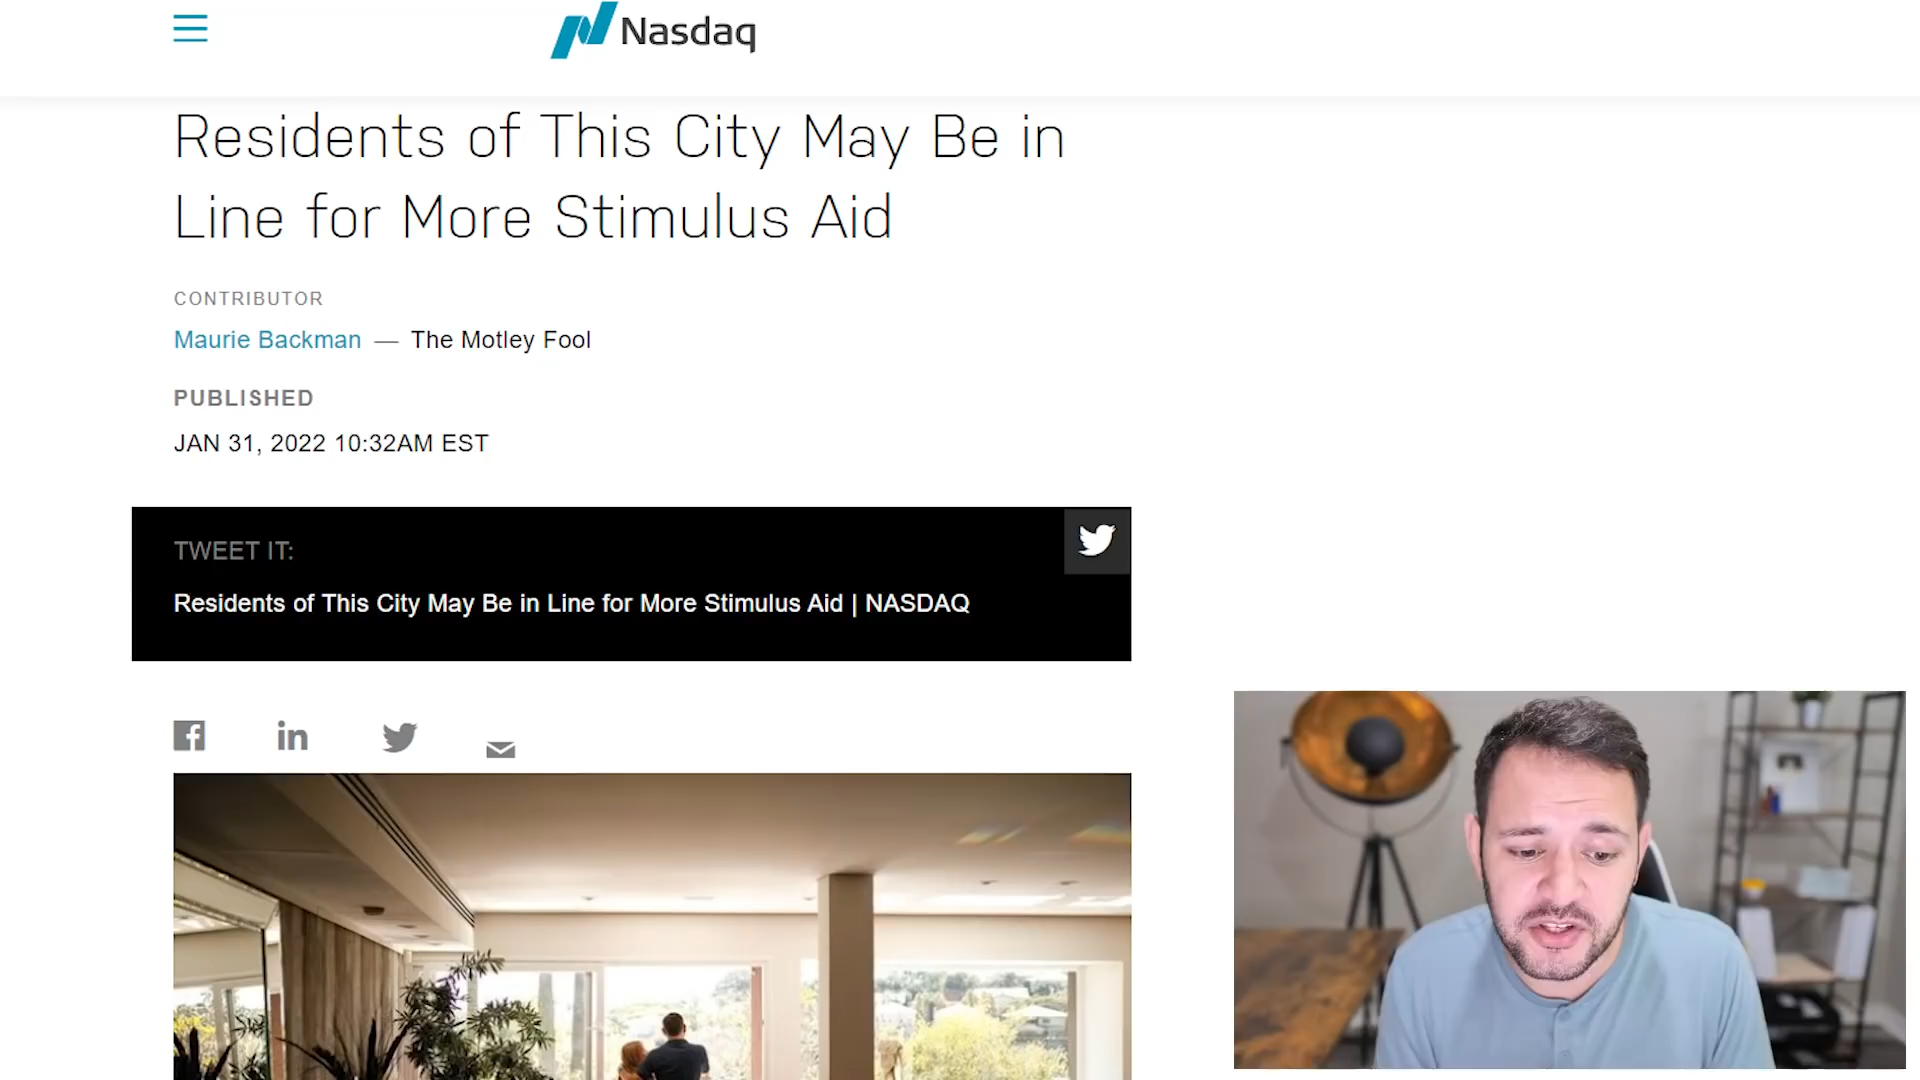 Nasdaq
Residents of This City May Be in
Line for More Stimulus Aid
CONTRIBUTOR
Maurie Backman — The Motley Fool
PUBLISHED
JAN 31, 2022 10:32AM EST
TWEET IT:
Residents of This City May Be in Line for More Stimulus Aid | NASDAQ